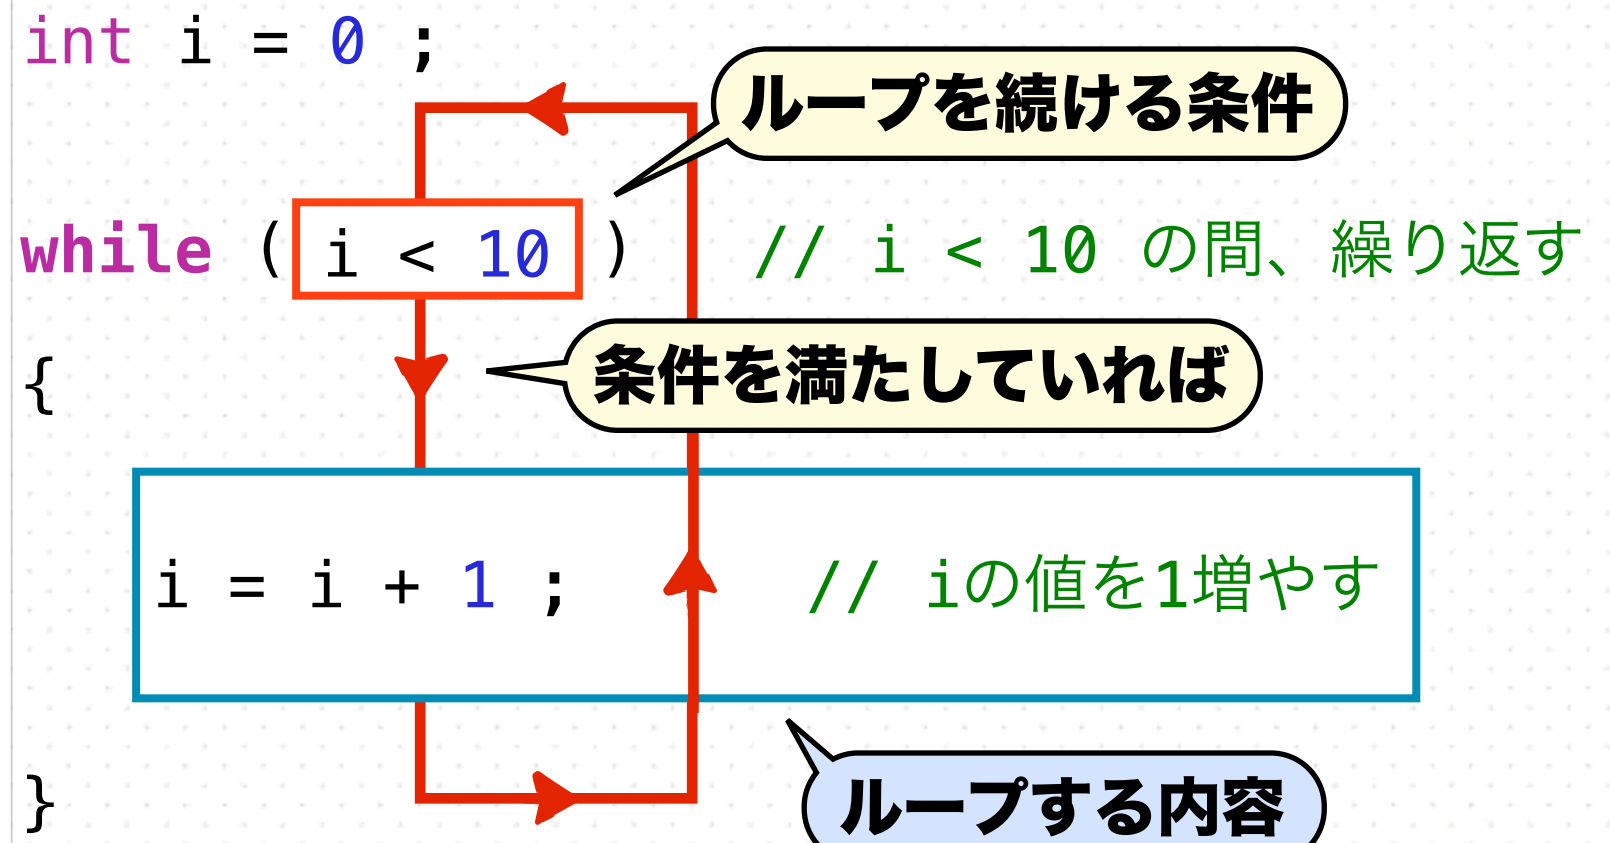 int i = 0 ;
ループを続ける条件
while ( i < 10 ) // i < 10 の間、繰り返す
条件を満たしていれば
{
i = i + 1 ; // iの値を1増やす
ループする内容
}